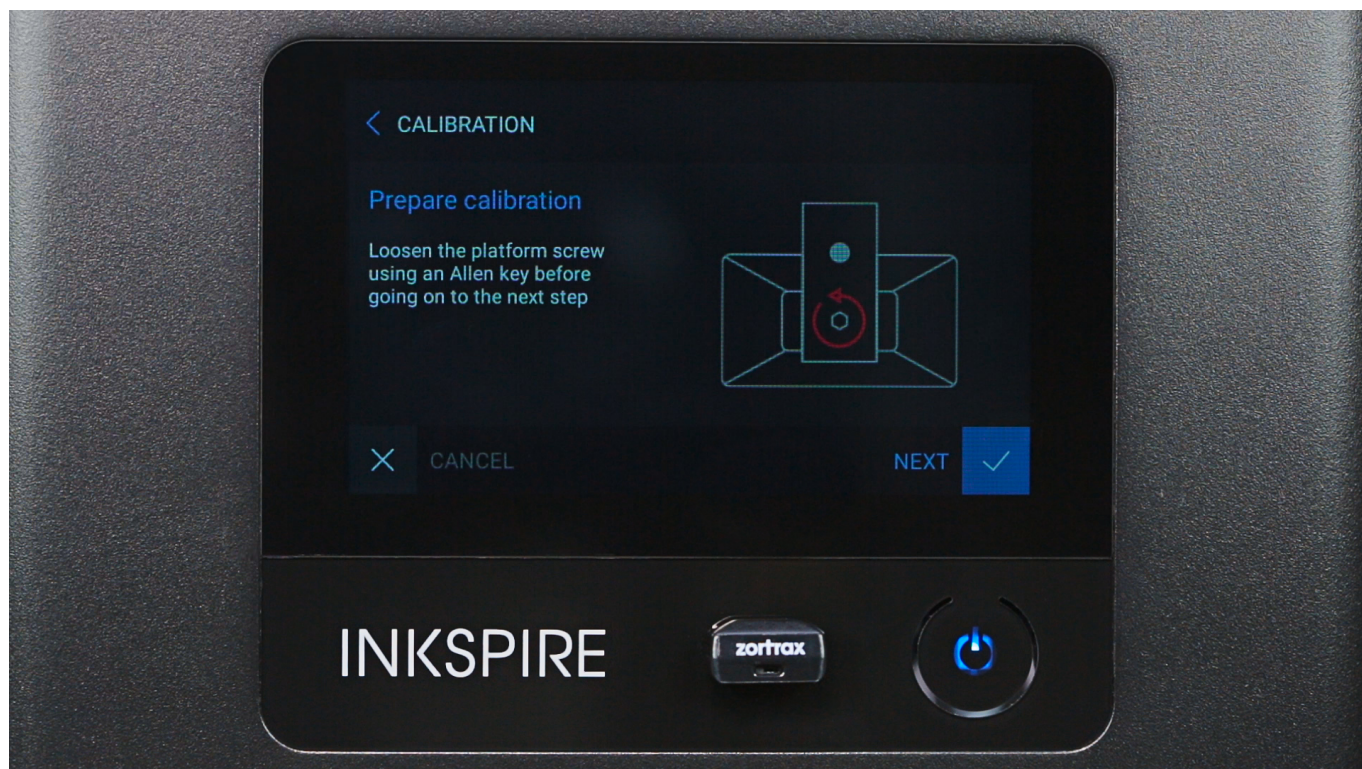 CALIBRATION
Prepare calibration
Loosen the platform screw
using an Allen key before
going on to the next step
CANCEL
NEXT
INKSPIRE
zortrax